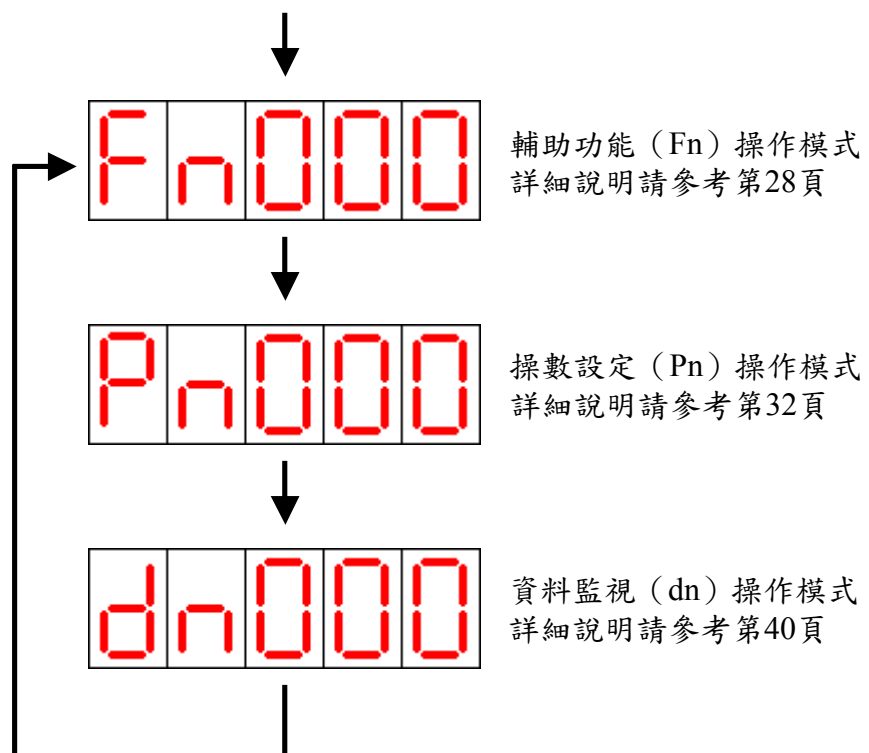 Fn000
輔助功能（Fn）操作模式
詳細說明請參考第28頁
Pn000
操數設定（Pn）操作模式
詳細說明請參考第32頁
dn000
資料監視（dn）操作模式
詳細說明請參考第40頁